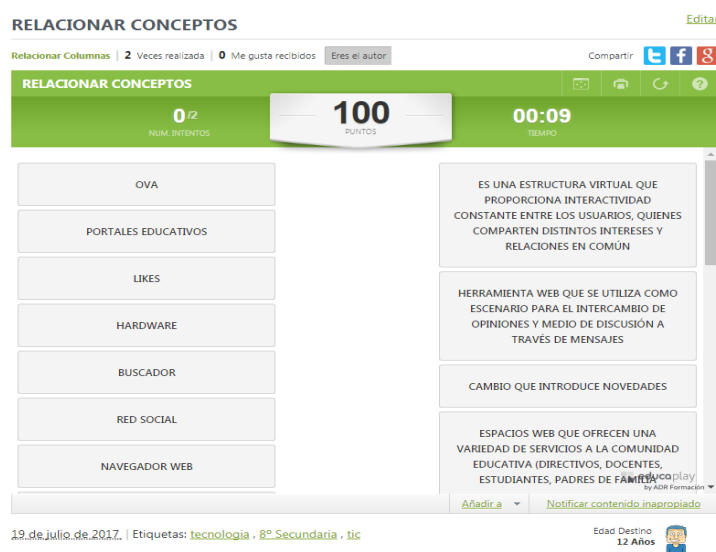 RELACIONAR CONCEPTOS
Editar
Relacionar Columnas | 2 Veces realizada | 0 Me gusta recibidos Eres el autor
Compartir
RELACIONAR CONCEPTOS
0/2
NUM. INTENTOS
100
PUNTOS
00:09
TIEMPO
OVA
PORTALES EDUCATIVOS
LIKES
HARDWARE
BUSCADOR
RED SOCIAL
NAVEGADOR WEB
ES UNA ESTRUCTURA VIRTUAL QUE
PROPORCIONA INTERACTIVIDAD
CONSTANTE ENTRE LOS USUARIOS, QUIENES
COMPARTEN DISTINTOS INTERESES Y
RELACIONES EN COMÚN
HERRAMIENTA WEB QUE SE UTILIZA COMO
ESCENARIO PARA EL INTERCAMBIO DE
OPINIONES Y MEDIO DE DISCUSIÓN A
TRAVÉS DE MENSAJES
CAMBIO QUE INTRODUCE NOVEDADES
ESPACIOS WEB QUE OFRECEN UNA
VARIEDAD DE SERVICIOS A LA COMUNIDAD
EDUCATIVA (DIRECTIVOS, DOCENTES,
ESTUDIANTES, PADRES DE FAMILIA
educaplay
by ADR Formación
Añadir a
Notificar contenido inapropiado
19 de julio de 2017 | Etiquetas: tecnologia , 8º Secundaria , tic
Edad Destino
12 Años